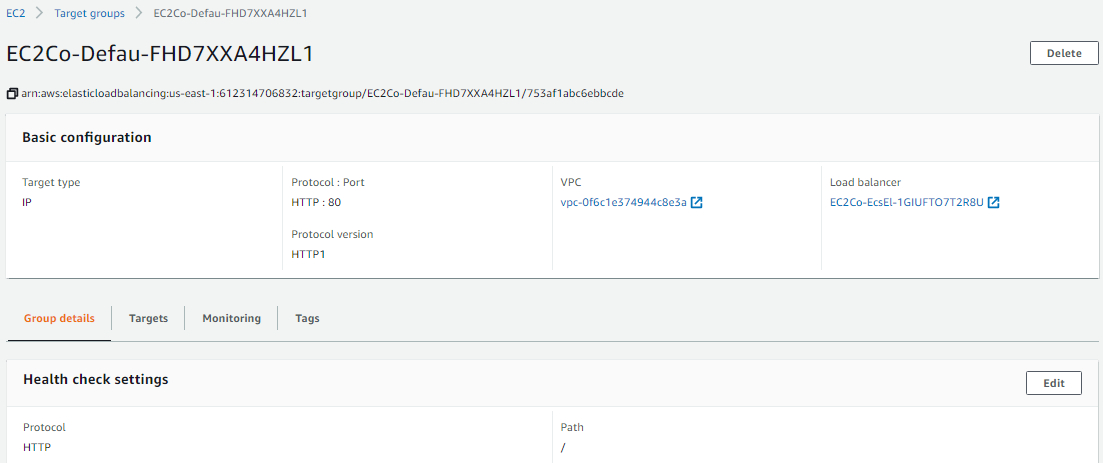 EC2 > Target groups > EC2Co-Defau-FHD7XXA4HZL1
EC2Co-Defau-FHD7XXA4HZL1
Delete
arn:aws:elasticloadbalancing:us-east-1:612314706832:targetgroup/EC2Co-Defau-FHD7XXA4HZL1/753af1abc6ebbcde
Basic configuration
Target type
IP
Protocol : Port
HTTP : 80
Protocol version
HTTP1
VPC
vpc-0f6c1e374944c8e3a
Load balancer
EC2Co-EcsEl-1GIUFTO7T2R8U
Group details
Targets
Monitoring
Tags
Health check settings
Edit
Protocol
HTTP
Path
/